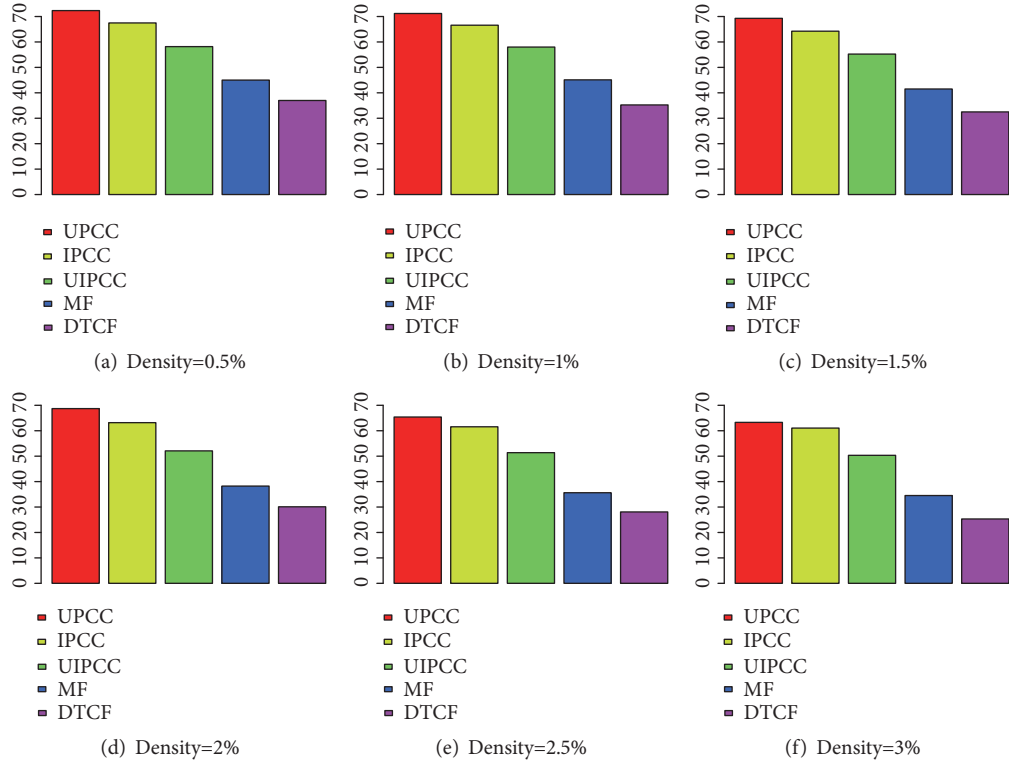 0 10 20 30 40 50 60 70
UPCC
IPCC
UIPCC
MF
DTCF
(a) Density=0.5%
0 10 20 30 40 50 60 70
UPCC
IPCC
UIPCC
MF
DTCF
(b) Density=1%
0 10 20 30 40 50 60 70
UPCC
IPCC
UIPCC
MF
DTCF
(c) Density=1.5%
0 10 20 30 40 50 60 70
UPCC
IPCC
UIPCC
MF
DTCF
(d) Density=2%
0 10 20 30 40 50 60 70
UPCC
IPCC
UIPCC
MF
DTCF
(e) Density=2.5%
0 10 20 30 40 50 60 70
UPCC
IPCC
UIPCC
MF
DTCF
(f) Density=3%